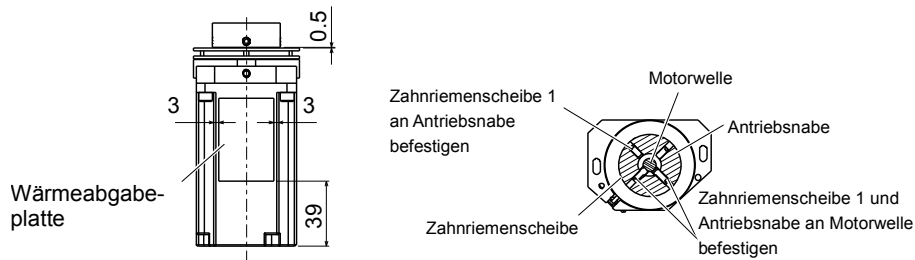 0.5
3
3
Wärmeabgabe-
platte
39
Motorwelle
Zahnriemenscheibe 1
an Antriebsnabe
befestigen
Antriebsnabe
Zahnriemenscheibe
Zahnriemenscheibe 1 und
Antriebsnabe an Motorwelle
befestigen